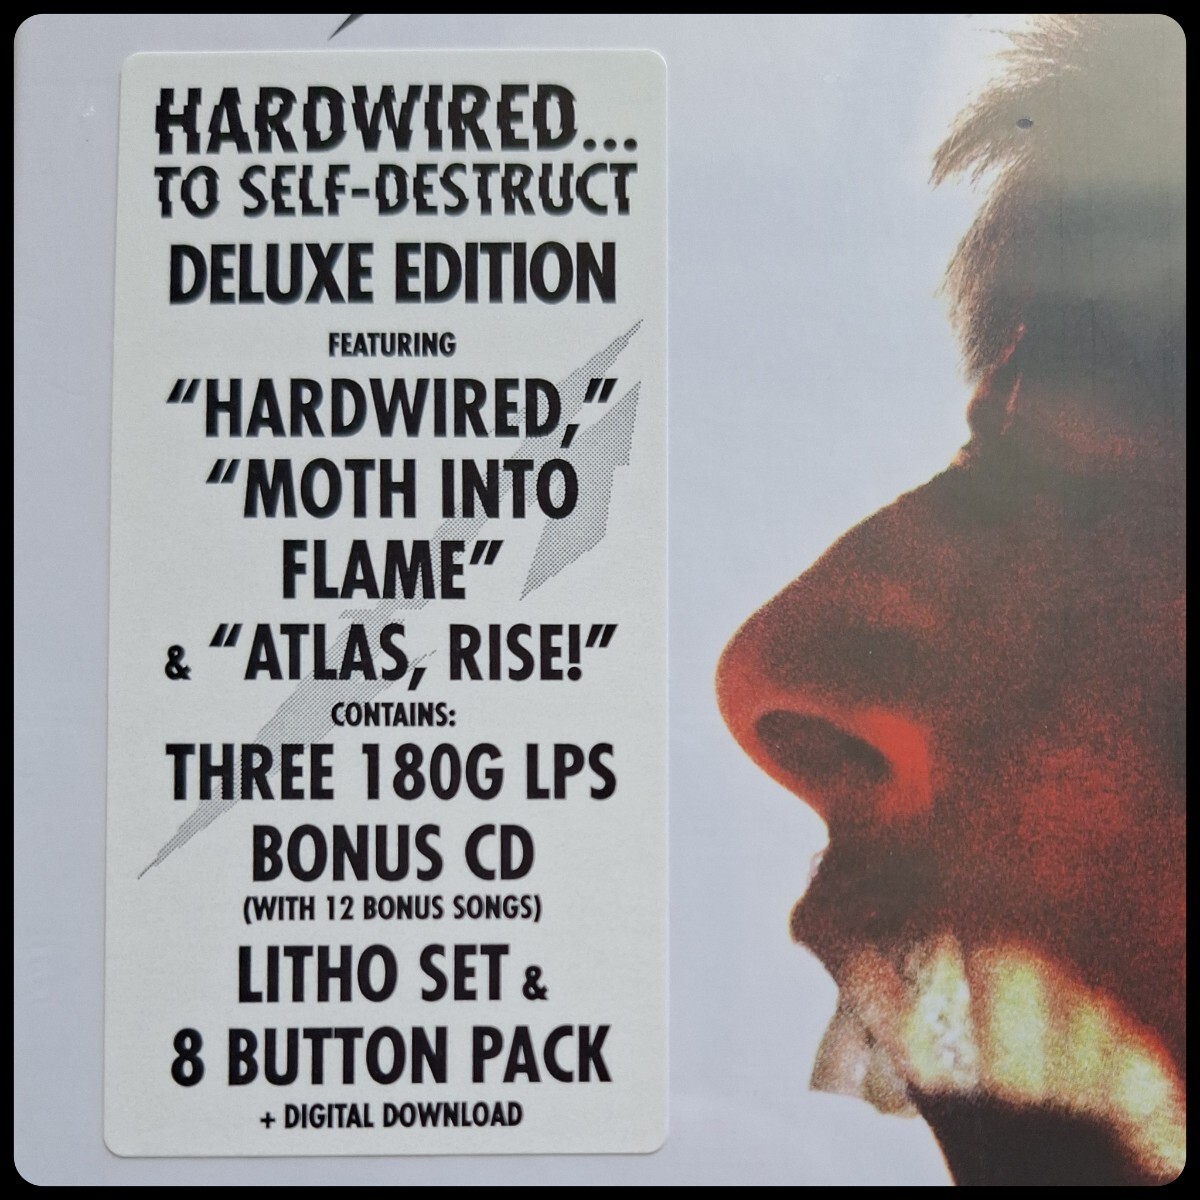 HARDWIRED...
TO SELF-DESTRUCT
DELUXE EDITION
FEATURING
“HARDWIRED,”
“MOTH INTO
FLAME”
& “ATLAS, RISE!”
CONTAINS:
THREE 180G LPS
BONUS CD
(WITH 12 BONUS SONGS)
LITHO SET &
8 BUTTON PACK
+ DIGITAL DOWNLOAD